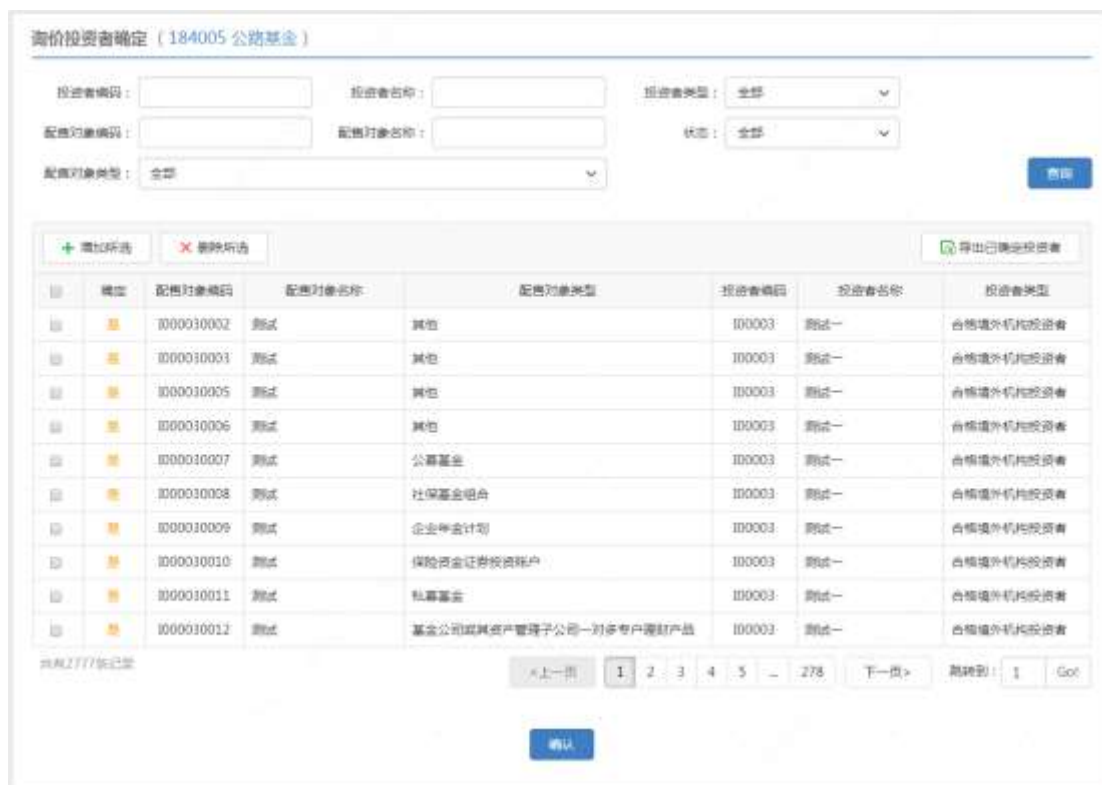 询价投资者确定 (184005 公路基金)
投资者编码: 投资者名称: 投资者类型: 全部
配售对象编码: 配售对象名称: 状态: 全部
配售对象类型: 全部 查询
增加所选 删除所选 导出已确定投资者
确定 配售对象编码 配售对象名称 配售对象类型 投资者编码 投资者名称 投资者类型
是 I000030002 测试 其他 I00003 测试一 合格境外机构投资者
是 I000030003 测试 其他 I00003 测试一 合格境外机构投资者
是 I000030005 测试 其他 I00003 测试一 合格境外机构投资者
是 I000030006 测试 其他 I00003 测试一 合格境外机构投资者
是 I000030007 测试 公募基金 I00003 测试一 合格境外机构投资者
是 I000030008 测试 社保基金组合 I00003 测试一 合格境外机构投资者
是 I000030009 测试 企业年金计划 I00003 测试一 合格境外机构投资者
是 I000030010 测试 保险资金证券投资账户 I00003 测试一 合格境外机构投资者
是 I000030011 测试 私募基金 I00003 测试一 合格境外机构投资者
是 I000030012 测试 基金公司或其资产管理子公司一对多专户理财产品 I00003 测试一 合格境外机构投资者
共有2777条记录 <上一页 1 2 3 4 5 ... 278 下一页> 跳转到: 1 Go!
确认